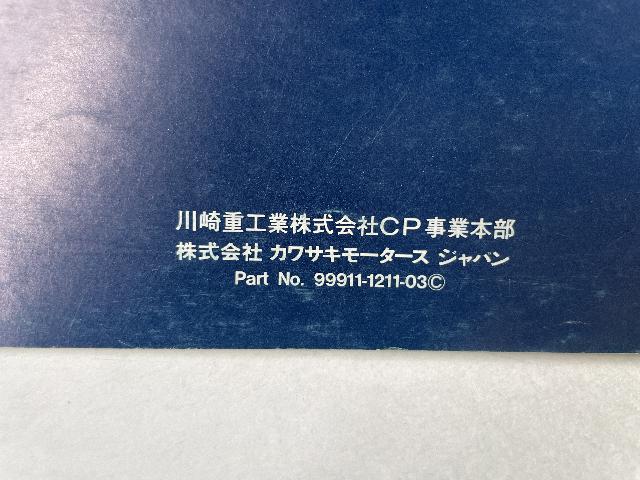 川崎重工業株式会社CP事業本部
株式会社 カワサキモータース ジャパン
Part No. 99911-1211-03©